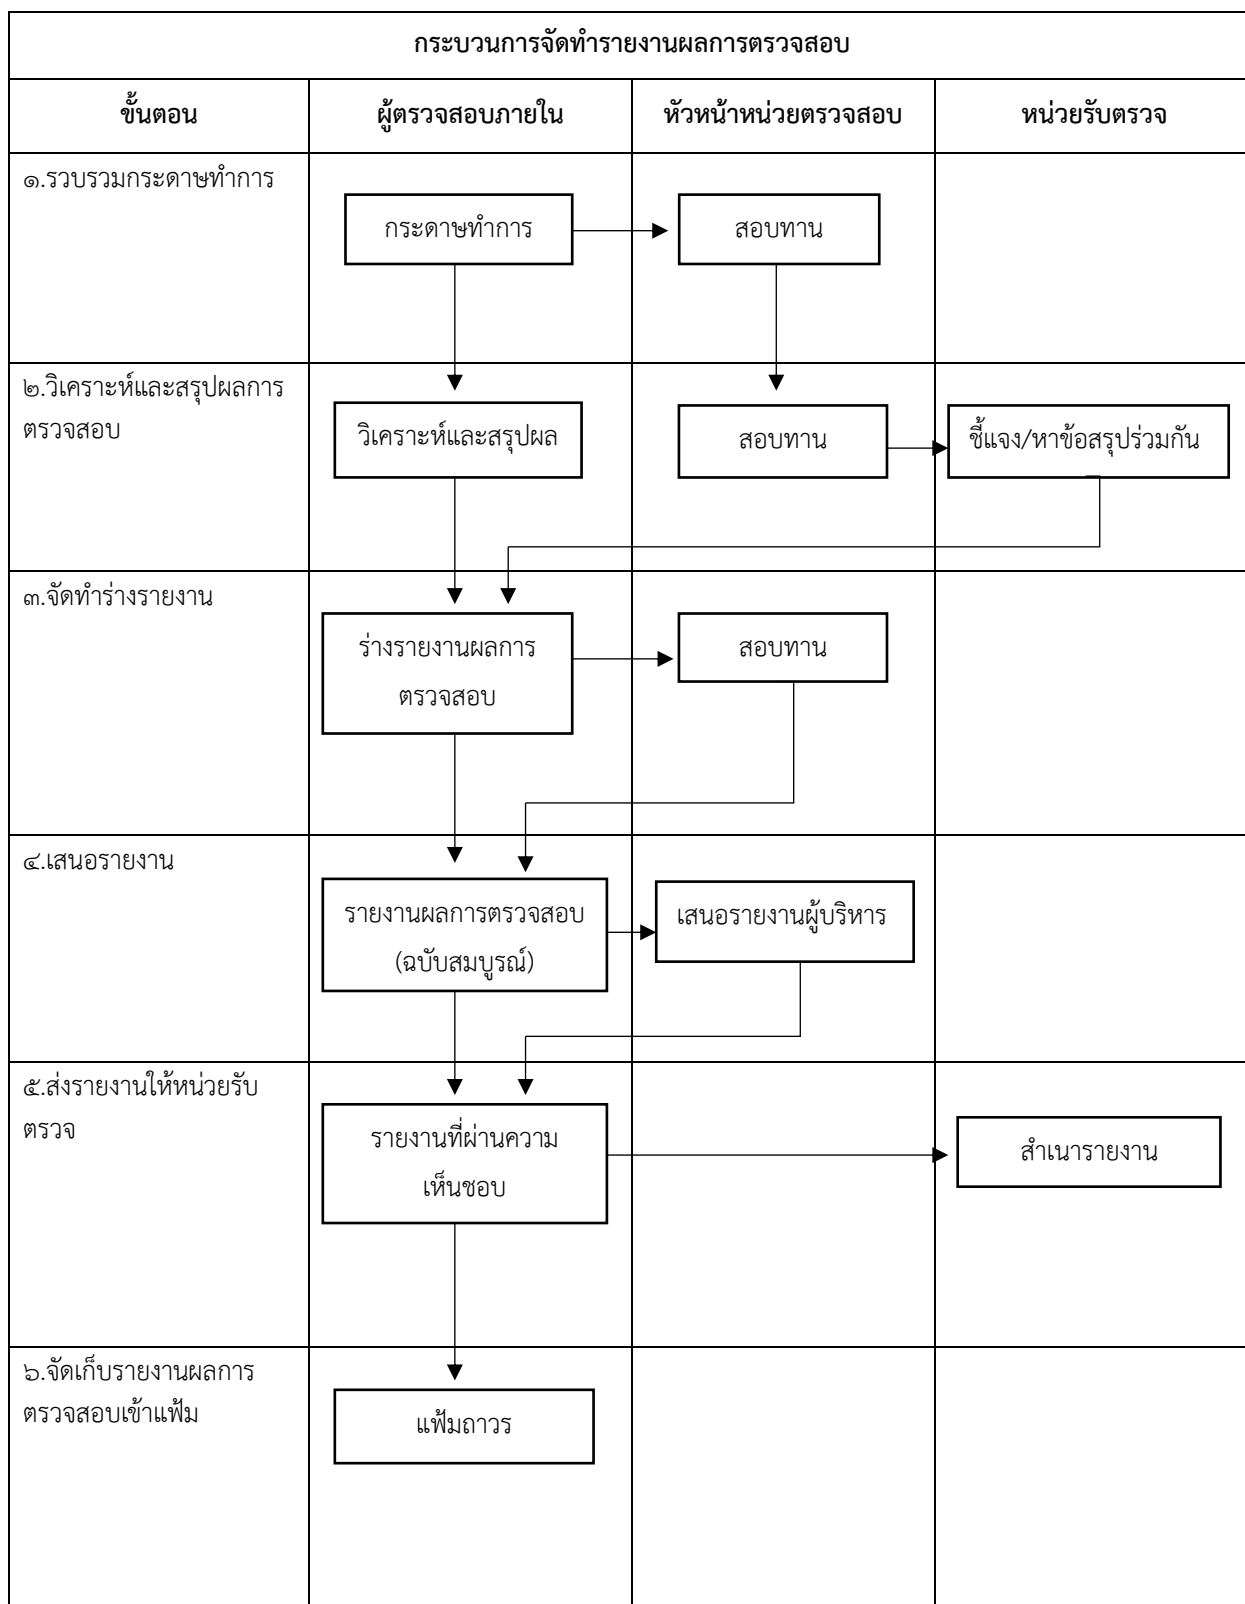 กระบวนการจัดทำรายงานผลการตรวจสอบ
ขั้นตอน
ผู้ตรวจสอบภายใน
หัวหน้าหน่วยตรวจสอบ
หน่วยรับตรวจ
๑.รวบรวมกระดาษทำการ
กระดาษทำการ
สอบทาน
๒.วิเคราะห์และสรุปผลการ
ตรวจสอบ
วิเคราะห์และสรุปผล
สอบทาน
ชี้แจง/หาข้อสรุปร่วมกัน
๓.จัดทำร่างรายงาน
ร่างรายงานผลการ
ตรวจสอบ
สอบทาน
๔.เสนอรายงาน
รายงานผลการตรวจสอบ
(ฉบับสมบูรณ์)
เสนอรายงานผู้บริหาร
๕.ส่งรายงานให้หน่วยรับ
ตรวจ
รายงานที่ผ่านความ
เห็นชอบ
สำเนารายงาน
๖.จัดเก็บรายงานผลการ
ตรวจสอบเข้าแฟ้ม
แฟ้มถาวร